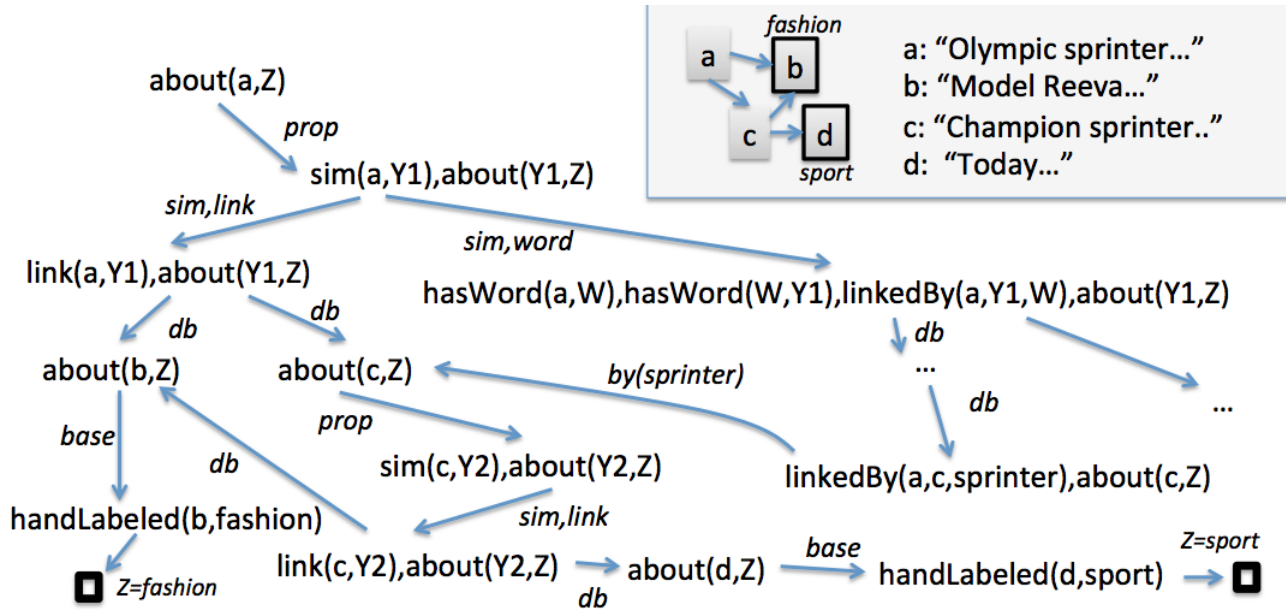 fashion
a
b
c
d
sport
a: “Olympic sprinter…”
b: “Model Reeva…”
c: “Champion sprinter..”
d: “Today…”
about(a,Z)
prop
sim(a,Y1),about(Y1,Z)
sim,link
sim,word
link(a,Y1),about(Y1,Z)
hasWord(a,W),hasWord(W,Y1),linkedBy(a,Y1,W),about(Y1,Z)
db
db
db
...
db
...
about(b,Z)
about(c,Z)
by(sprinter)
base
prop
db
sim(c,Y2),about(Y2,Z)
linkedBy(a,c,sprinter),about(c,Z)
handLabeled(b,fashion)
sim,link
Z=fashion
link(c,Y2),about(Y2,Z)
db
about(d,Z)
base
handLabeled(d,sport)
Z=sport